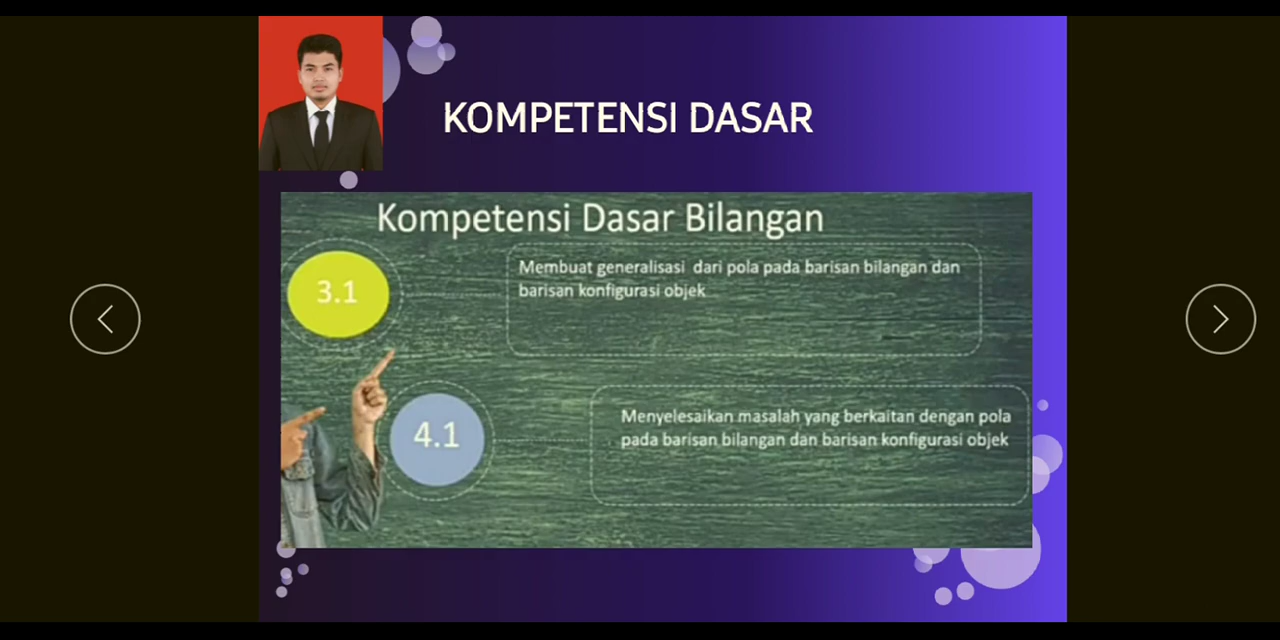 KOMPETENSI DASAR
Kompetensi Dasar Bilangan
3.1
Membuat generalisasi dari pola pada barisan bilangan dan
barisan konfigurasi objek
4.1
Menyelesaikan masalah yang berkaitan dengan pola
pada barisan bilangan dan barisan konfigurasi objek